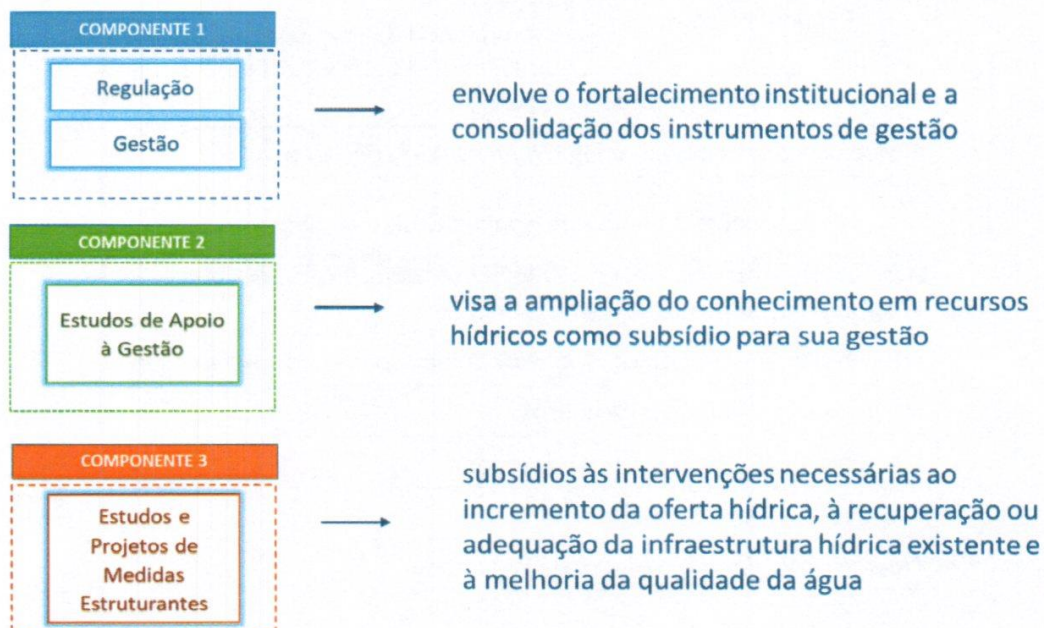 COMPONENTE 1
Regulação
Gestão
envolve o fortalecimento institucional e a
consolidação dos instrumentos de gestão
COMPONENTE 2
Estudos de Apoio
à Gestão
visa a ampliação do conhecimento em recursos
hídricos como subsídio para sua gestão
COMPONENTE 3
Estudos e
Projetos de
Medidas
Estruturantes
subsídios às intervenções necessárias ao
incremento da oferta hídrica, à recuperação ou
adequação da infraestrutura hídrica existente e
à melhoria da qualidade da água